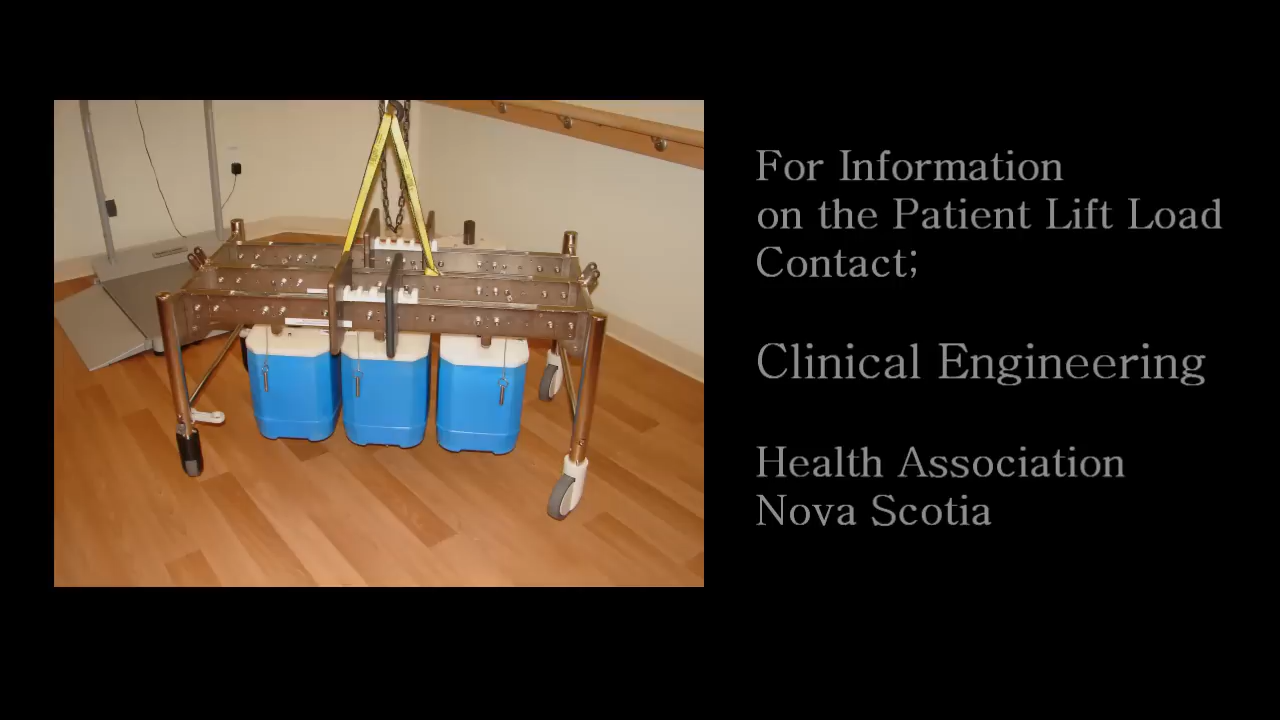 For Information
on the Patient Lift Load
Contact;
Clinical Engineering
Health Association
Nova Scotia